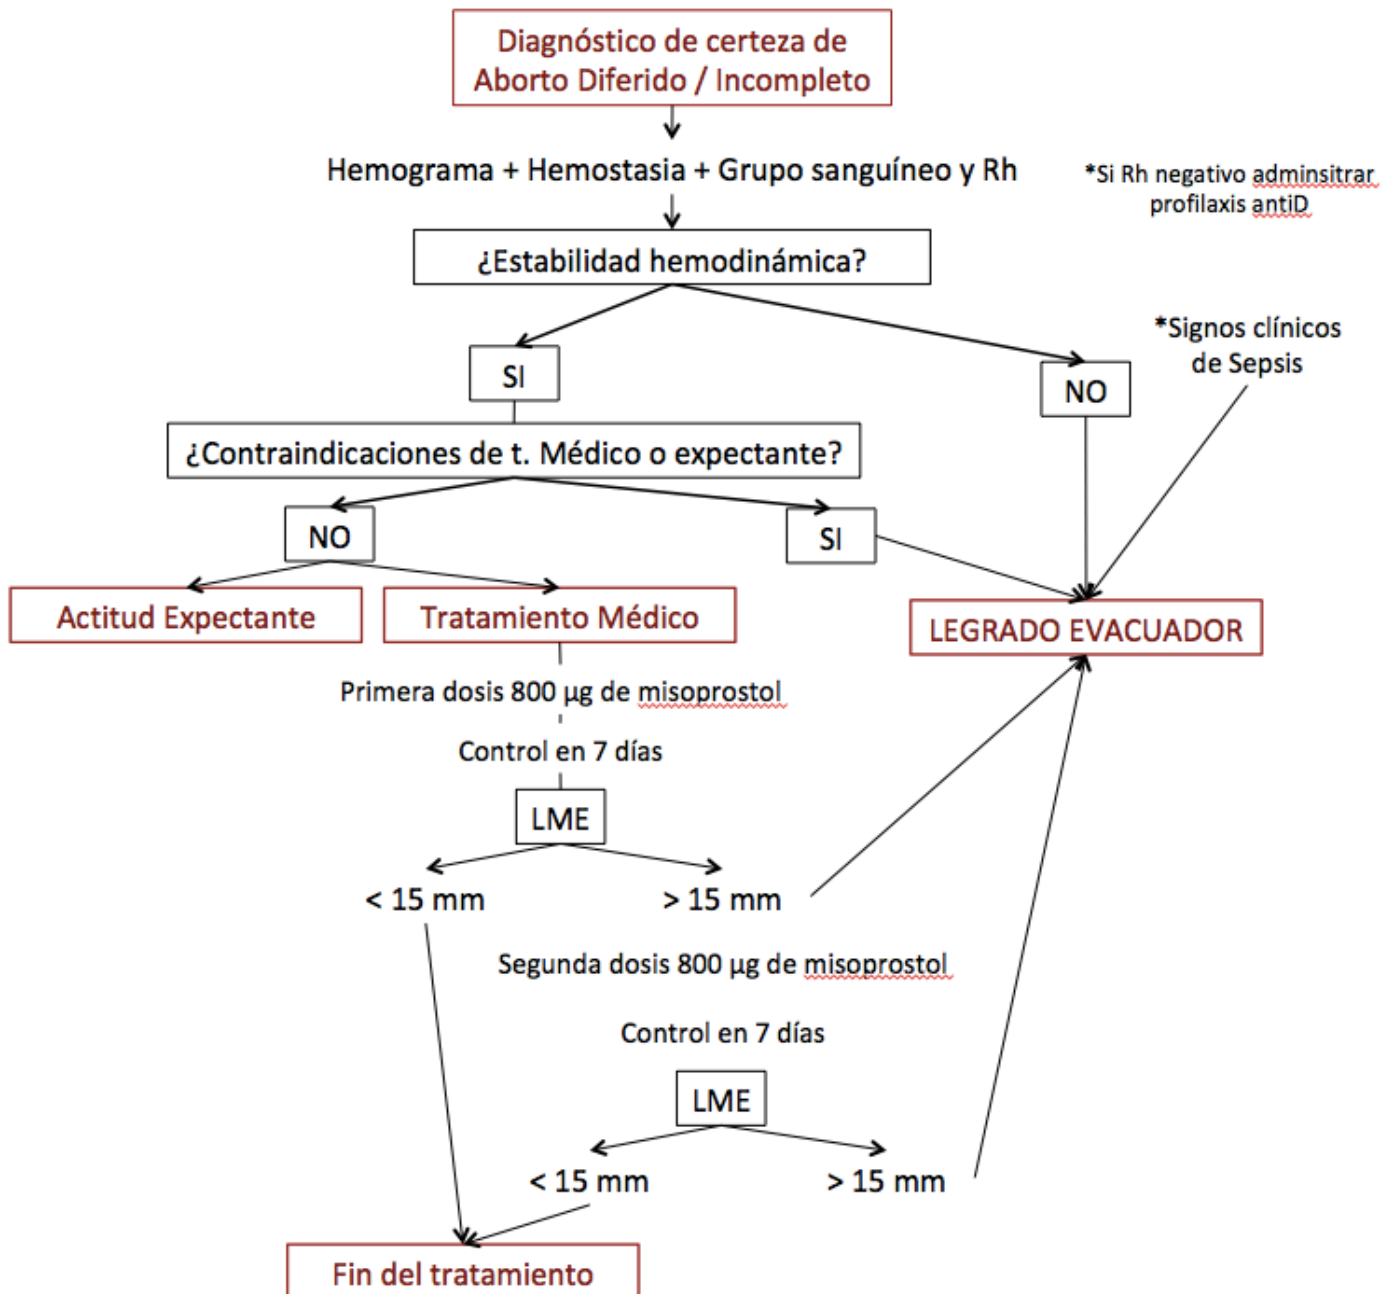 Diagnóstico de certeza de
Aborto Diferido / Incompleto
Hemograma + Hemostasia + Grupo sanguíneo y Rh
*Si Rh negativo adminsitrar
profilaxis antiD
¿Estabilidad hemodinámica?
*Signos clínicos
de Sepsis
SI
NO
¿Contraindicaciones de t. Médico o expectante?
NO
SI
Actitud Expectante
Tratamiento Médico
LEGRADO EVACUADOR
Primera dosis 800 µg de misoprostol
Control en 7 días
LME
< 15 mm
> 15 mm
Segunda dosis 800 µg de misoprostol
Control en 7 días
LME
< 15 mm
> 15 mm
Fin del tratamiento